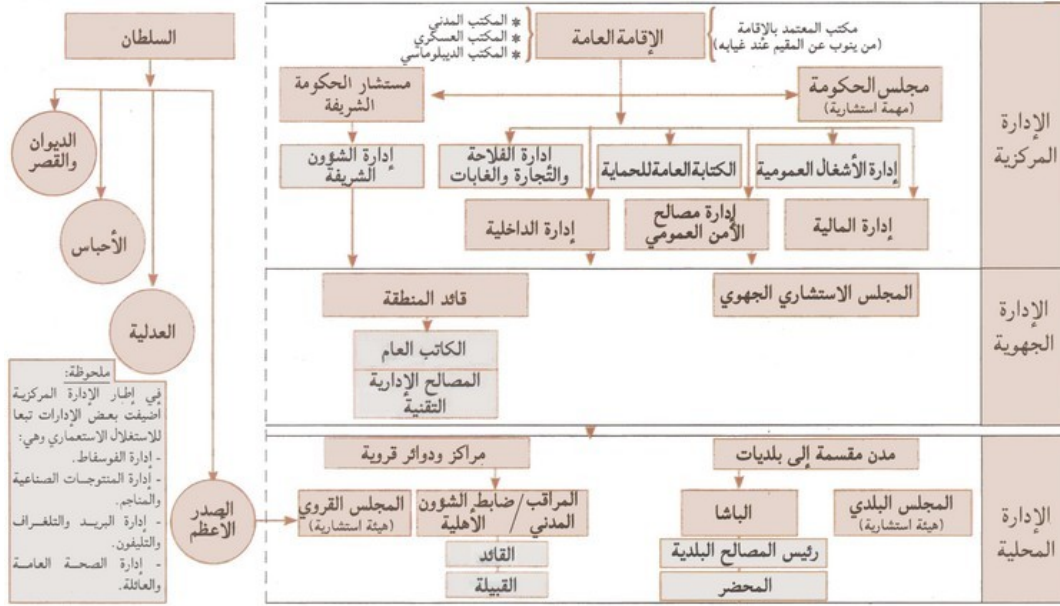 الإدارة
المركزية
مكتب المعتمد بالإقامة
(من ينوب عن المقيم عند غيابه)
الإقامة العامة
* المكتب المدني
* المكتب العسكري
* المكتب الديبلوماسي
مجلس الحكومة
(مهمة استشارية)
مستشار الحكومة
الشريفة
إدارة الأشغال العمومية
الكتابة العامة للحماية
إدارة الفلاحة
والتجارة والغابات
إدارة الشؤون
الشريفة
إدارة المالية
إدارة مصالح
الأمن العمومي
إدارة الداخلية
الإدارة
الجهوية
المجلس الاستشاري الجهوي
قائد المنطقة
الكاتب العام
المصالح الإدارية
التقنية
الإدارة
المحلية
مدن مقسمة إلى بلديات
مراكز ودوائر قروية
المجلس البلدي
(هيئة استشارية)
الباشا
رئيس المصالح البلدية
المحضر
المراقب / ضابط الشؤون
المدني / الأهلية
القائد
القبيلة
المجلس القروي
(هيئة استشارية)
السلطان
الديوان
والقصر
الأحباس
العدلية
الصدر
الأعظم
ملحوظة:
في إطار الإدارة المركزية
اضيفت بعض الإدارات تبعا
للاستغلال الاستعماري وهي:
- إدارة الفوسفاط.
- إدارة المنتوجات الصناعية
والمناجم.
- إدارة البريد والتلغراف
والتليفون.
- إدارة الصحة العامة
والعائلة.